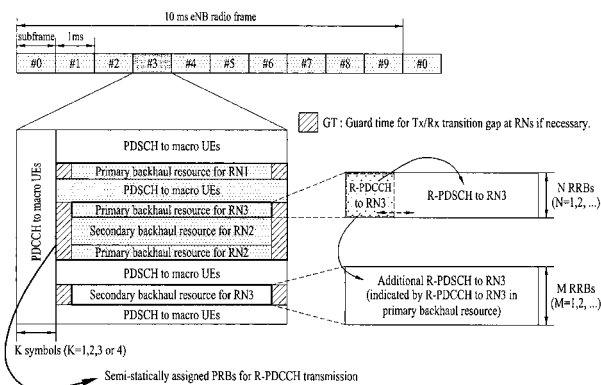 10 ms eNB radio frame
subframe
1ms
#0
#1
#2
#3
#4
#5
#6
#7
#8
#9
#0
GT : Guard time for Tx/Rx transition gap at RNs if necessary.
PDCCH to macro UEs
PDSCH to macro UEs
Primary backhaul resource for RN1
PDSCH to macro UEs
Primary backhaul resource for RN3
Secondary backhaul resource for RN2
Primary backhaul resource for RN2
PDSCH to macro UEs
Secondary backhaul resource for RN3
PDSCH to macro UEs
R-PDCCH
to RN3
R-PDSCH to RN3
N RRBs
(N=1,2, ...)
Additional R-PDSCH to RN3
(indicated by R-PDCCH to RN3 in
primary backhaul resource)
M RRBs
(M=1,2, ...)
K symbols (K=1,2,3 or 4)
Semi-statically assigned PRBs for R-PDCCH transmission